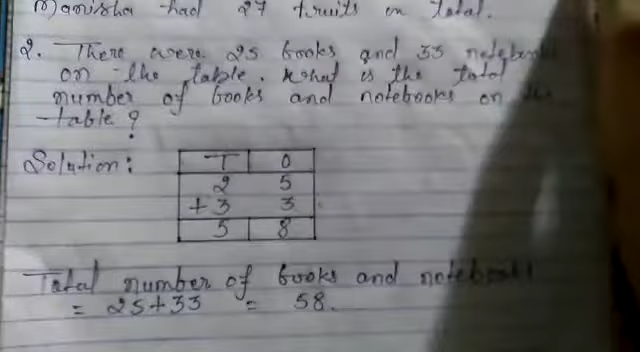 Manisha had 27 fruits in total.
2. There were 25 books and 33 notebooks
on the table. What is the total
number of books and notebooks on the
table?
Solution:
T O
2 5
+3 3
5 8
Total number of books and notebooks
= 25+33 = 58.